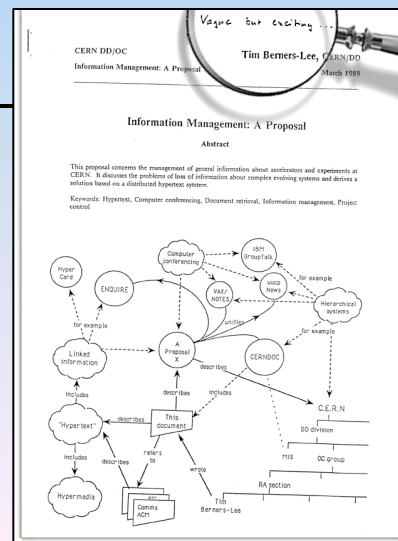 Vague but exciting ...
CERN DD/OC
Tim Berners-Lee, CERN/DD
Information Management: A Proposal
March 1989
Information Management: A Proposal
Abstract
This proposal concerns the management of general information about accelerators and experiments at
CERN. It discusses the problems of loss of information about complex evolving systems and derives a
solution based on a distributed hypertext system.
Keywords: Hypertext, Computer conferencing, Document retrieval, Information management, Project
control
IBM
GroupTalk
Computer
conferencing
Hyper
Card
ENQUIRE
VAX/
NOTES
uucp
News
for example
Hierarchical
systems
for example
unifies
for example
Linked
information
A
Proposal
X
CERNDOC
describes
includes
describes
includes
C.E.R.N
"Hypertext"
describes
This
document
DD division
includes
describes
refers
to
MIS
OC group
wrote
RA section
Hypermedia
Comms
ACM
Tim
Berners-Lee